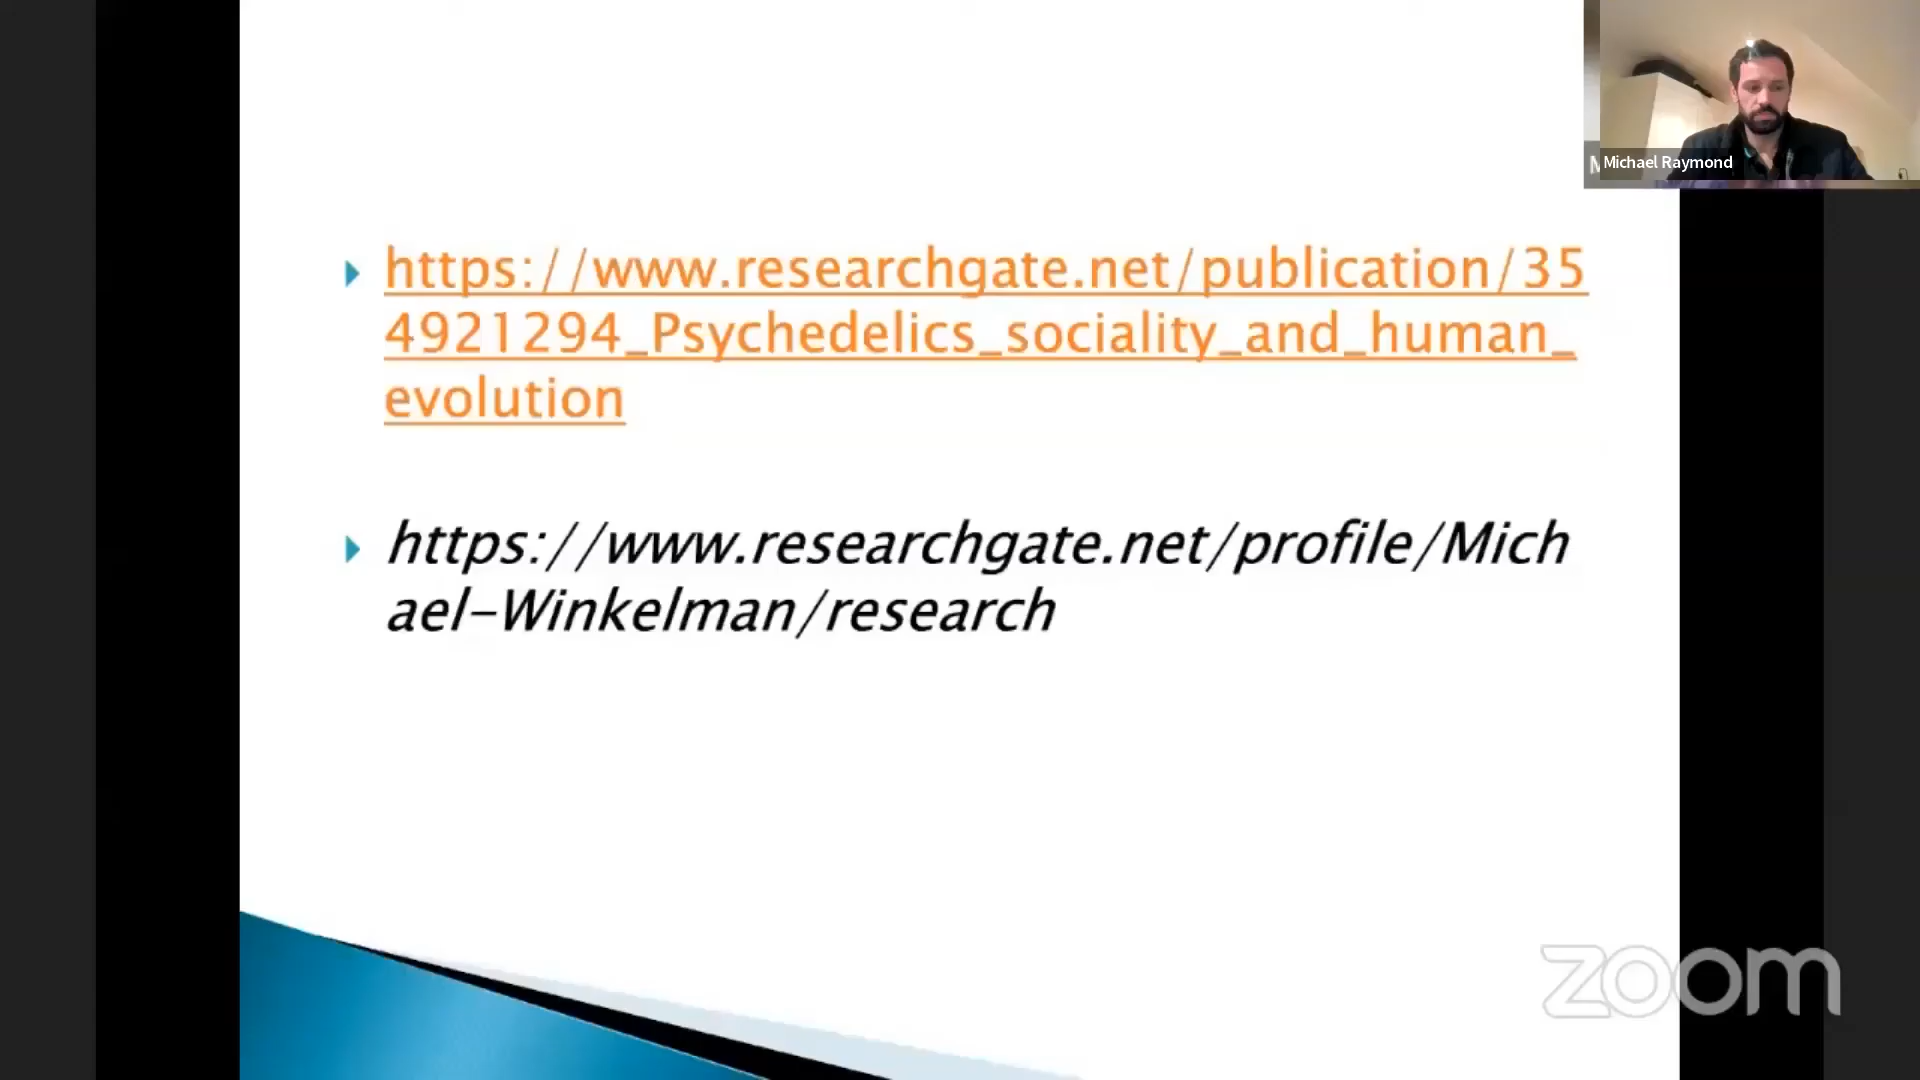 M
Michael Raymond
https://www.researchgate.net/publication/35
4921294_Psychedelics_sociality_and_human_
evolution
https://www.researchgate.net/profile/Mich
ael-Winkelman/research
zoom